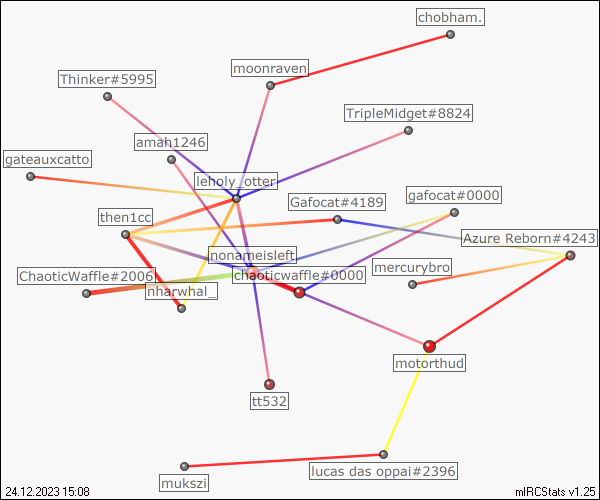 chobham.
moonraven
Thinker#5995
TripleMidget#8824
amah1246
gateauxcatto
leholy_otter
gafocat#0000
Gafocat#4189
then1cc
Azure Reborn#4243
nonameisleft
mercurybro
ChaoticWaffle#2006
chaoticwaffle#0000
nharwhal_
motorthud
tt532
lucas das oppai#2396
mukszi
24.12.2023 15:08
mIRCStats v1.25